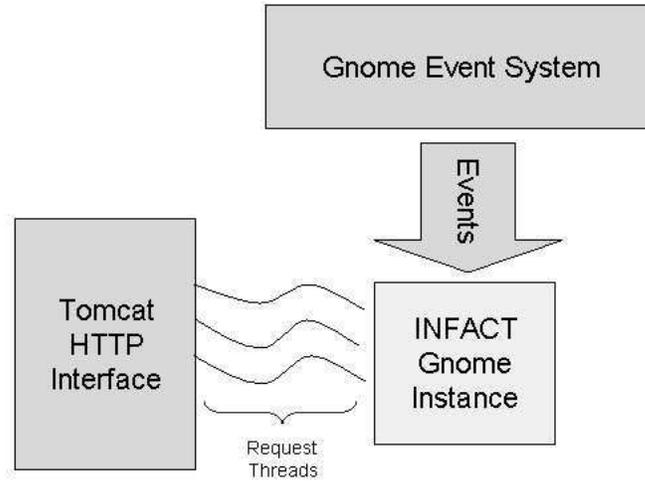 Gnome Event System
Events
Tomcat
HTTP
Interface
INFACT
Gnome
Instance
Request
Threads